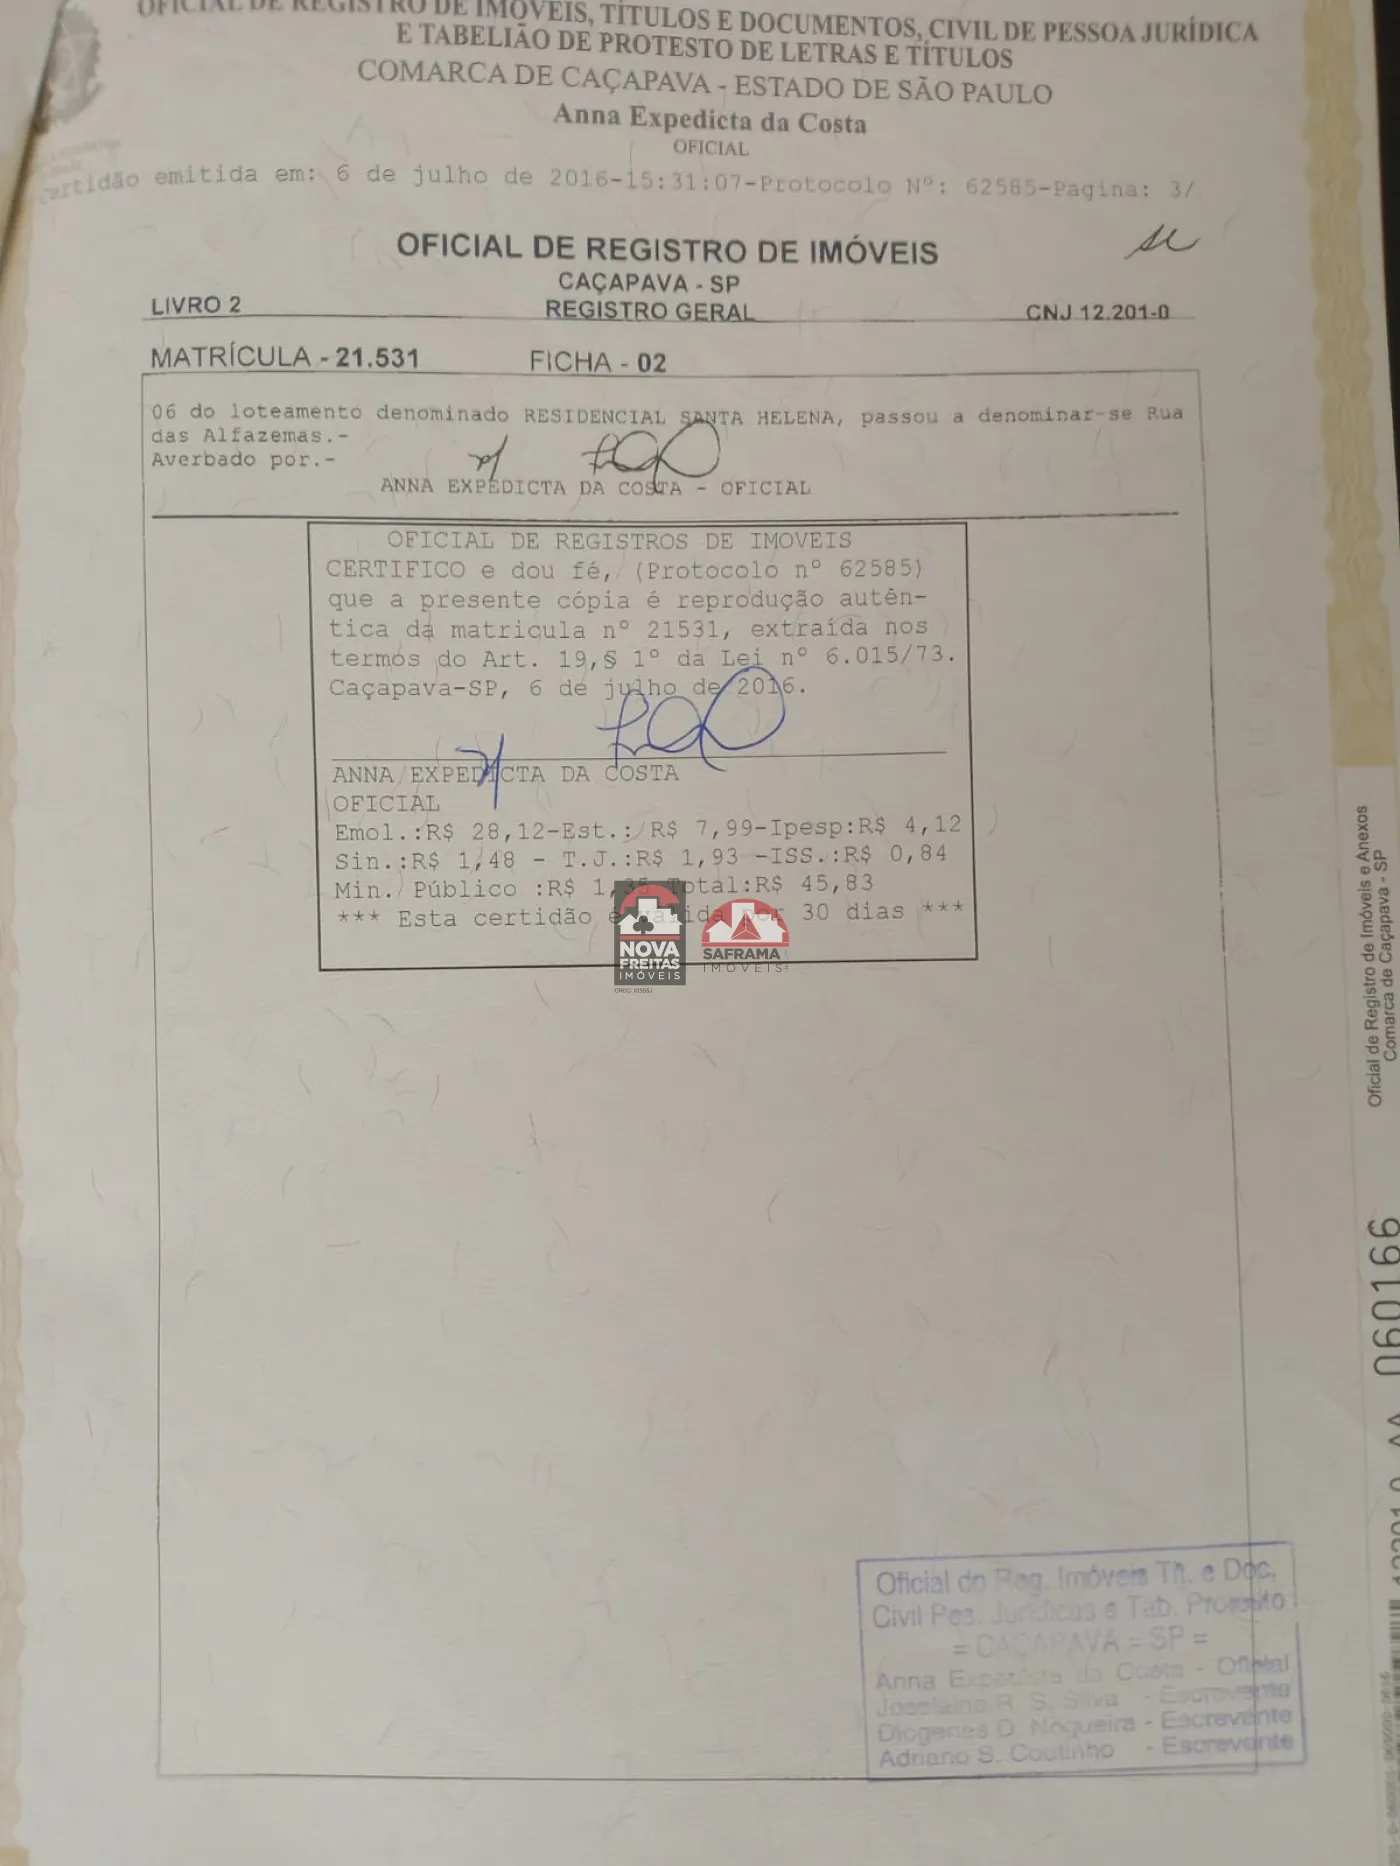 OFICIAL DE REGISTRO DE IMÓVEIS, TÍTULOS E DOCUMENTOS, CIVIL DE PESSOA JURÍDICA
E TABELIÃO DE PROTESTO DE LETRAS E TÍTULOS
COMARCA DE CAÇAPAVA - ESTADO DE SÃO PAULO
Anna Expedicta da Costa
OFICIAL
Certidão emitida em: 6 de julho de 2016-15:31:07-Protocolo Nº: 62585-Pagina: 3/
OFICIAL DE REGISTRO DE IMÓVEIS
CAÇAPAVA - SP
LIVRO 2 REGISTRO GERAL CNJ 12.201-0
MATRÍCULA - 21.531 FICHA - 02
06 do loteamento denominado RESIDENCIAL SANTA HELENA, passou a denominar-se Rua
das Alfazemas.-
Averbado por.-
ANNA EXPEDICTA DA COSTA - OFICIAL
OFICIAL DE REGISTROS DE IMOVEIS
CERTIFICO e dou fé, (Protocolo nº 62585)
que a presente cópia é reprodução autên-
tica da matricula nº 21531, extraída nos
termos do Art. 19,§ 1º da Lei nº 6.015/73.
Caçapava-SP, 6 de julho de 2016.
ANNA EXPEDICTA DA COSTA
OFICIAL
Emol.:R$ 28,12-Est.: R$ 7,99-Ipesp:R$ 4,12
Sin.:R$ 1,48 - T.J.:R$ 1,93 -ISS.:R$ 0,84
Min. Público :R$ 1,35 Total:R$ 45,83
*** Esta certidão é válida por 30 dias ***
NOVA
FREITAS
IMÓVEIS
SAFRAMA
IMÓVEIS
Oficial de Registro de Imóveis e Anexos
Comarca de Caçapava - SP
060166
AA
Oficial de Reg. Imóveis Tít. e Doc.
Civil Pes. Jurídicas e Tab. Protesto
= CAÇAPAVA = SP =
Anna Expedicta da Costa - Oficial
Joselaine R. S. Silva - Escrevente
Diogenes D. Nogueira - Escrevente
Adriano S. Coutinho - Escrevente